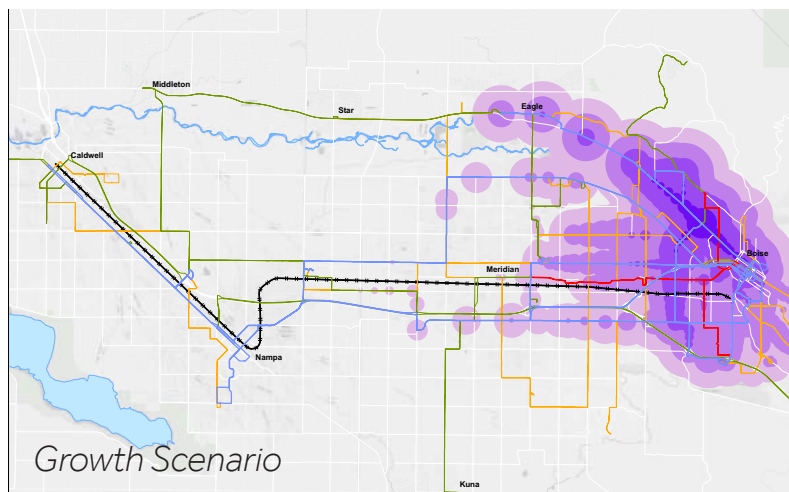 Middleton
Star
Eagle
Caldwell
Boise
Meridian
Nampa
Growth Scenario
Kuna